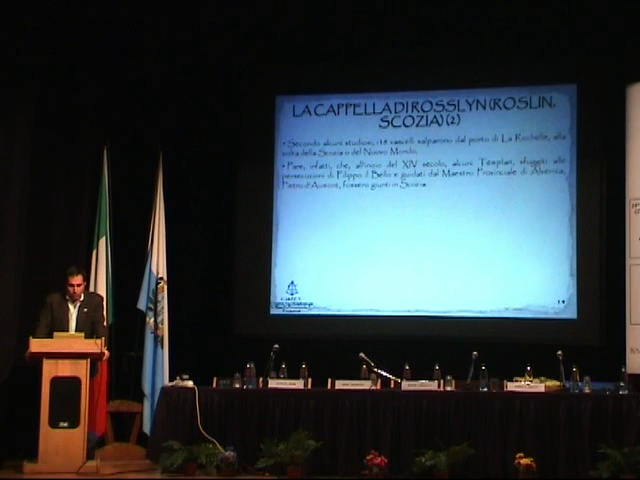 LA CAPPELLA DI ROSSLYN (ROSLIN,
SCOZIA) (2)
• Secondo alcuni studiosi, i 18 vascelli salparono dal porto di La Rochelle, alla
volta della Scozia o del Nuovo Mondo.
• Pare, infatti, che, all'inizio del XIV secolo, alcuni Templari, sfuggiti alle
persecuzioni di Filippo il Bello e guidati dal Maestro Provinciale di Alvernia,
Pietro d'Aumont, fossero giunti in Scozia